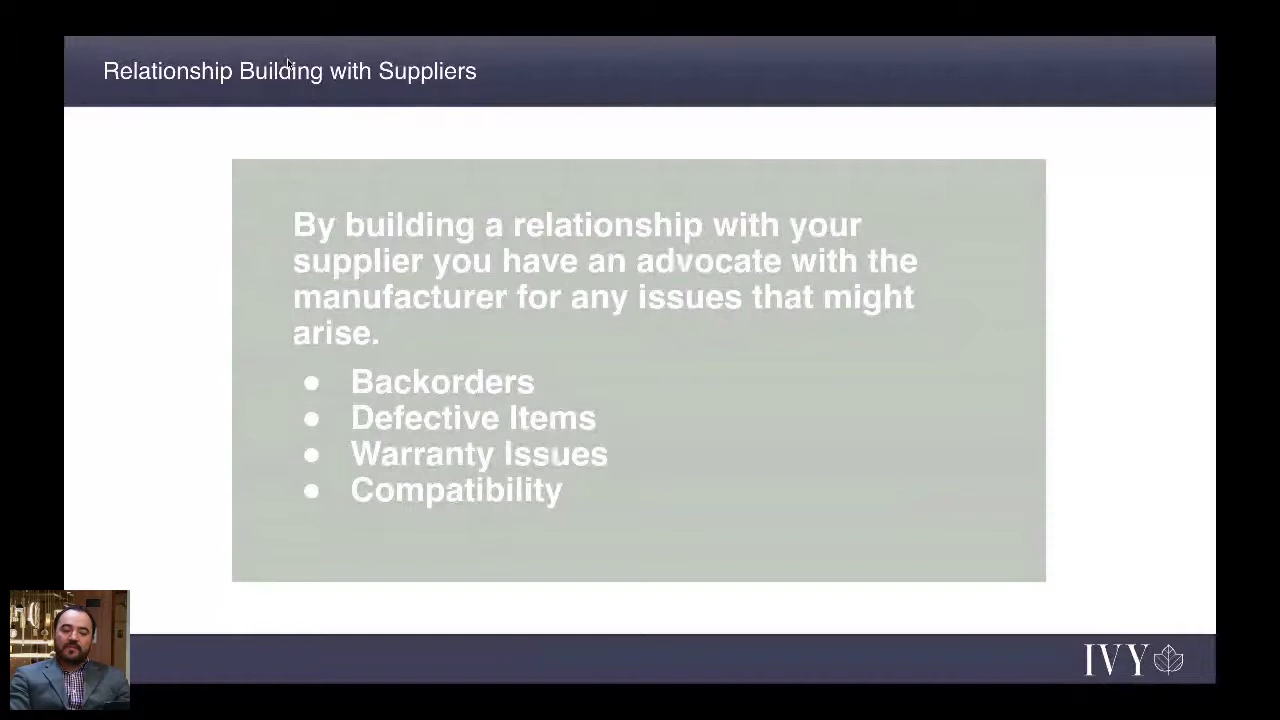 Relationship Building with Suppliers
By building a relationship with your
supplier you have an advocate with the
manufacturer for any issues that might
arise.
● Backorders
● Defective Items
● Warranty Issues
● Compatibility
IVY